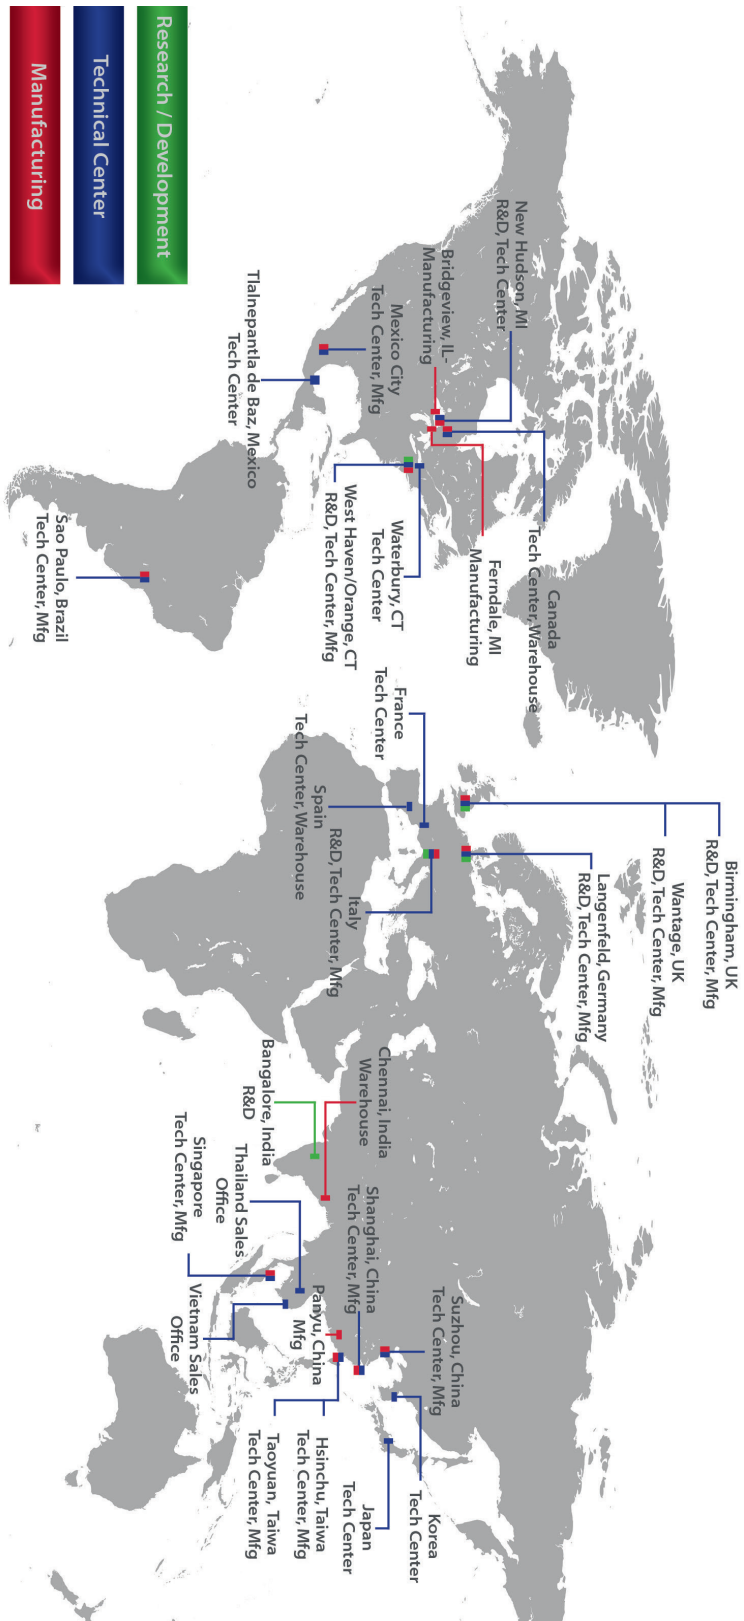 Birmingham, UK
R&D, Tech Center, Mfg
Wantage, UK
R&D, Tech Center, Mfg
Langenfeld, Germany
R&D, Tech Center, Mfg
Canada
Tech Center, Warehouse
New Hudson, MI
R&D, Tech Center
Ferndale, MI
Manufacturing
Bridgeview, IL-
Manufacturing
Mexico City
Tech Center, Mfg
Waterbury, CT
Tech Center
West Haven/Orange, CT
R&D, Tech Center, Mfg
Tlalnepantla de Baz, Mexico
Tech Center
Sao Paulo, Brazil
Tech Center, Mfg
France
Tech Center
Italy
R&D, Tech Center, Mfg
Spain
Tech Center, Warehouse
Chennai, India
Warehouse
Bangalore, India
R&D
Suzhou, China
Tech Center, Mfg
Shanghai, China
Tech Center, Mfg
Panyu, China
Mfg
Thailand Sales
Office
Singapore
Tech Center, Mfg
Vietnam Sales
Office
Korea
Tech Center
Japan
Tech Center
Hsinchu, Taiwa
Tech Center, Mfg
Taoyuan, Taiwa
Tech Center, Mfg
Research / Development
Technical Center
Manufacturing